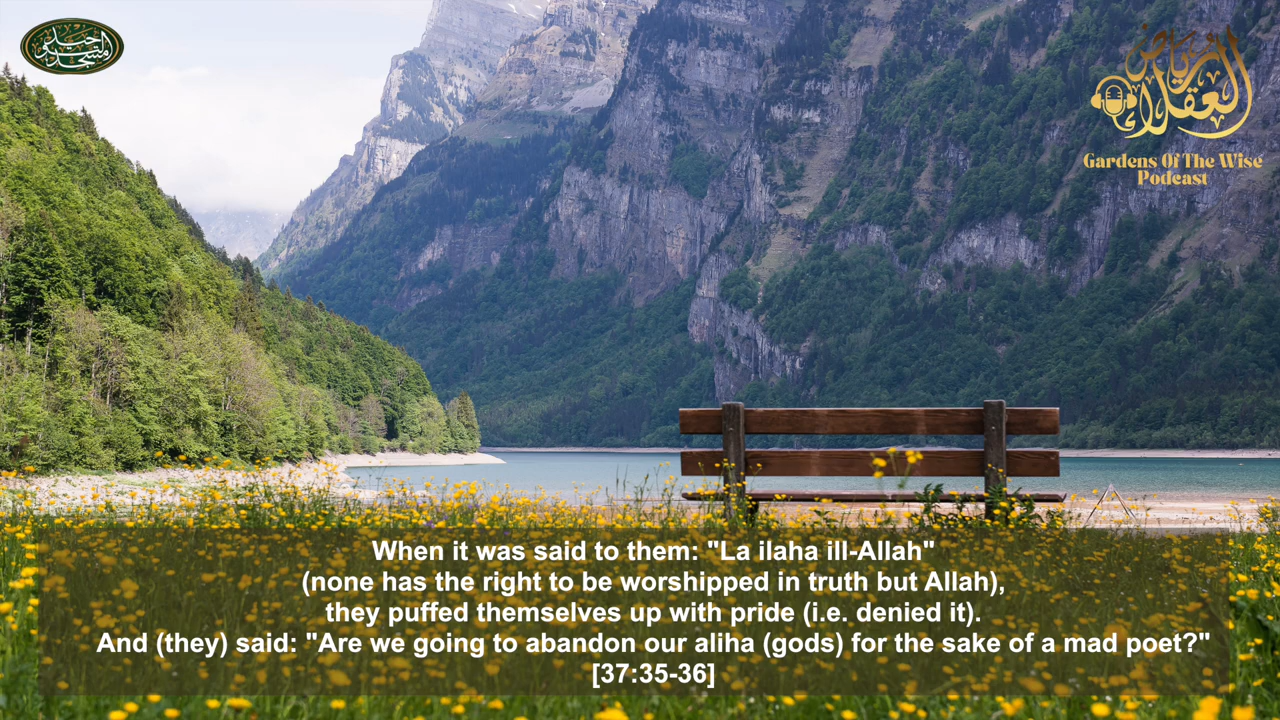 رياض
العقلاء
Gardens Of The Wise
Podcast
When it was said to them: "La ilaha ill-Allah"
(none has the right to be worshipped in truth but Allah),
they puffed themselves up with pride (i.e. denied it).
And (they) said: "Are we going to abandon our aliha (gods) for the sake of a mad poet?"
[37:35-36]